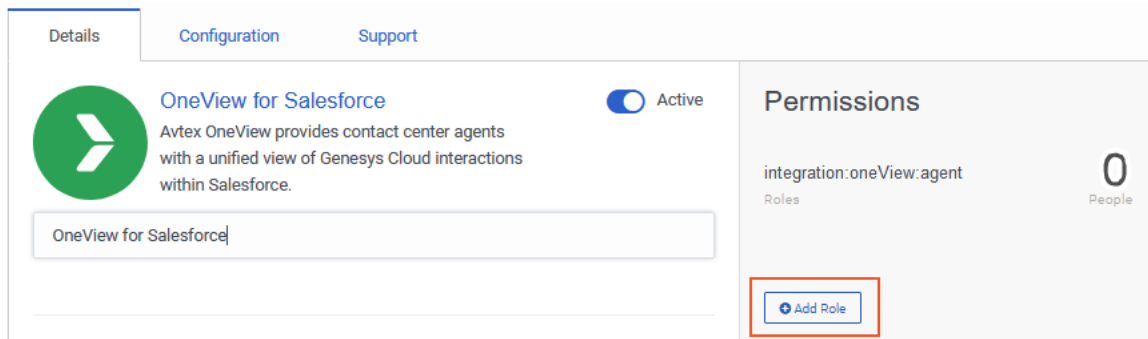 Details
Configuration
Support
OneView for Salesforce
Active
Avtex OneView provides contact center agents
with a unified view of Genesys Cloud interactions
within Salesforce.
OneView for Salesforce
Permissions
integration:oneView:agent
Roles
0
People
Add Role